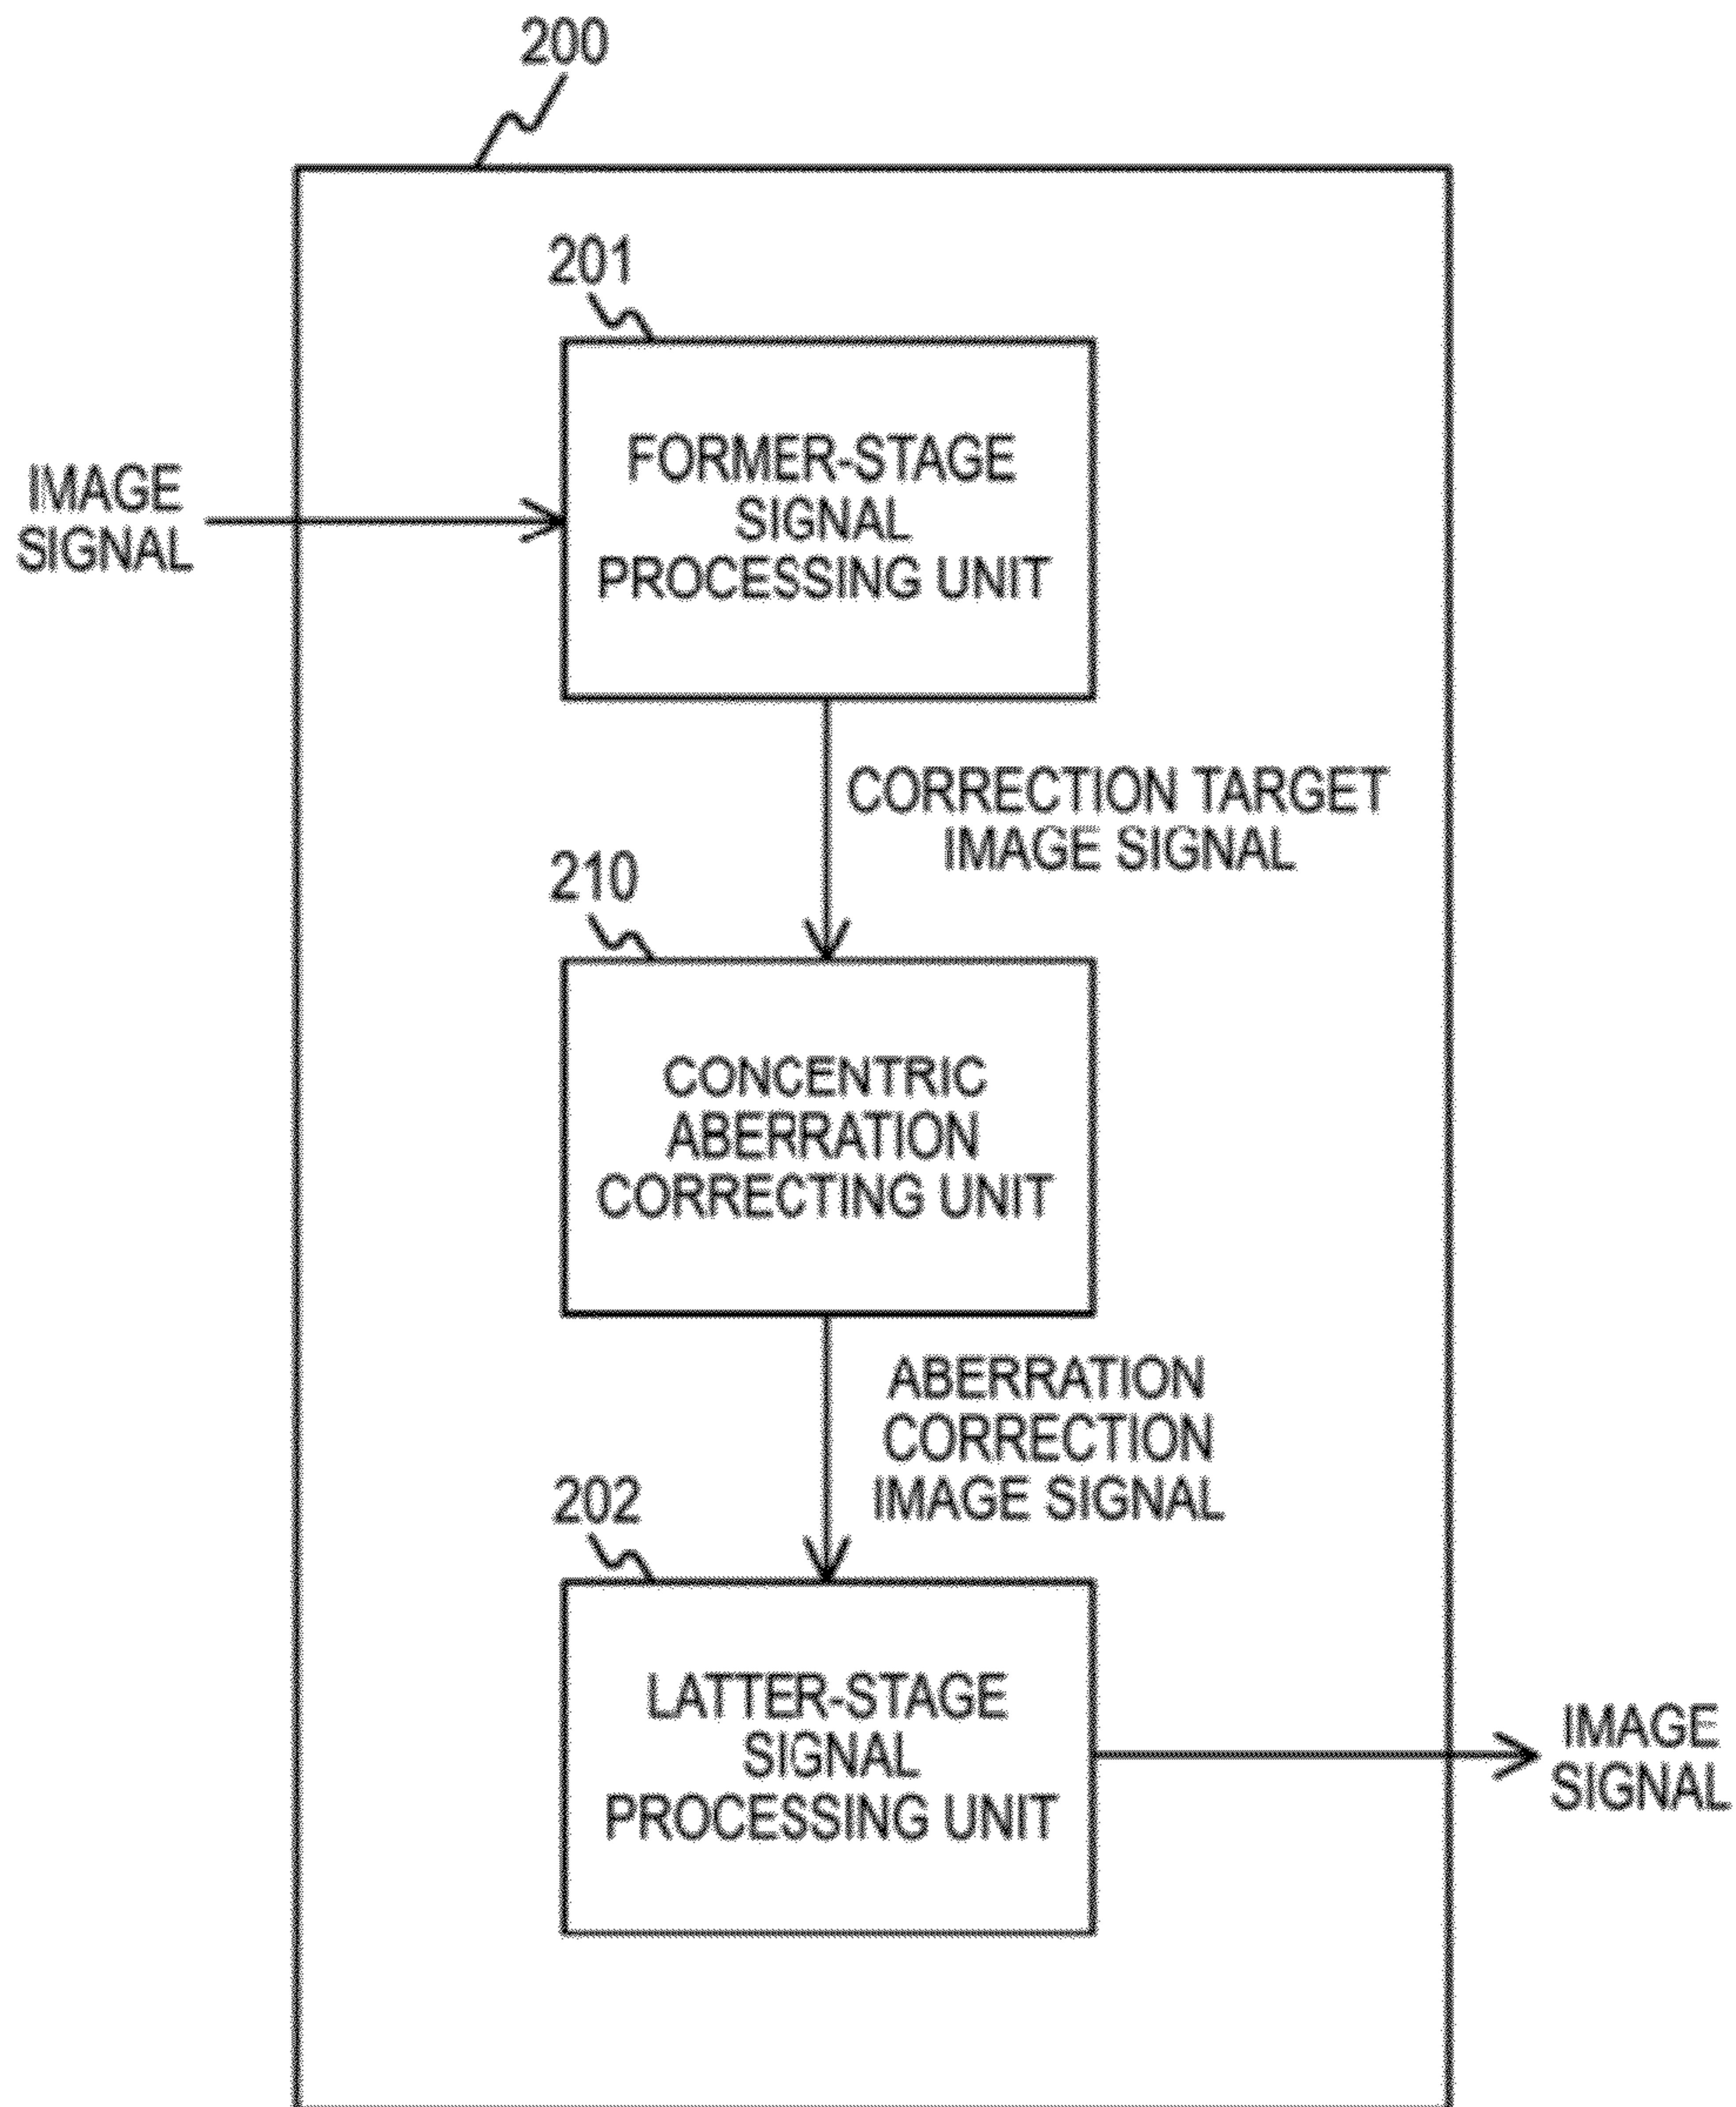 200
201
FORMER-STAGE
SIGNAL
PROCESSING UNIT
IMAGE
SIGNAL
CORRECTION TARGET
IMAGE SIGNAL
210
CONCENTRIC
ABERRATION
CORRECTING UNIT
ABERRATION
CORRECTION
IMAGE SIGNAL
202
LATTER-STAGE
SIGNAL
PROCESSING UNIT
IMAGE
SIGNAL